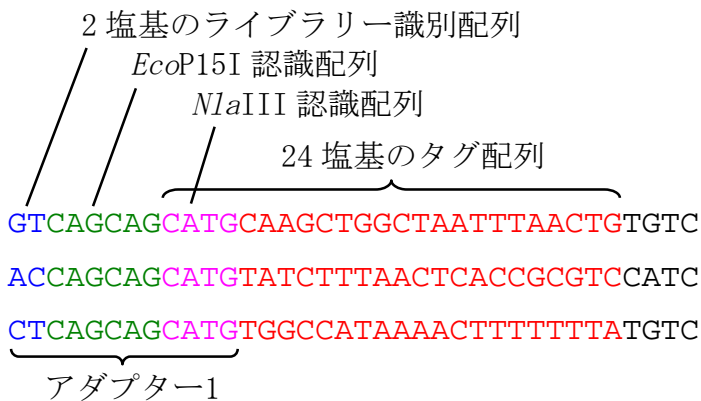 2 塩基のライブラリー識別配列
EcoP15I 認識配列
NlaIII 認識配列
24 塩基のタグ配列
GTCAGCAGCATGCAAGCTGGCTAATTTAACTGTGTC
ACCAGCAGCATGTATCTTTAACTCACCGCGTCCATC
CTCAGCAGCATGTGGCCATAAAACTTTTTTTATGTC
アダプター1